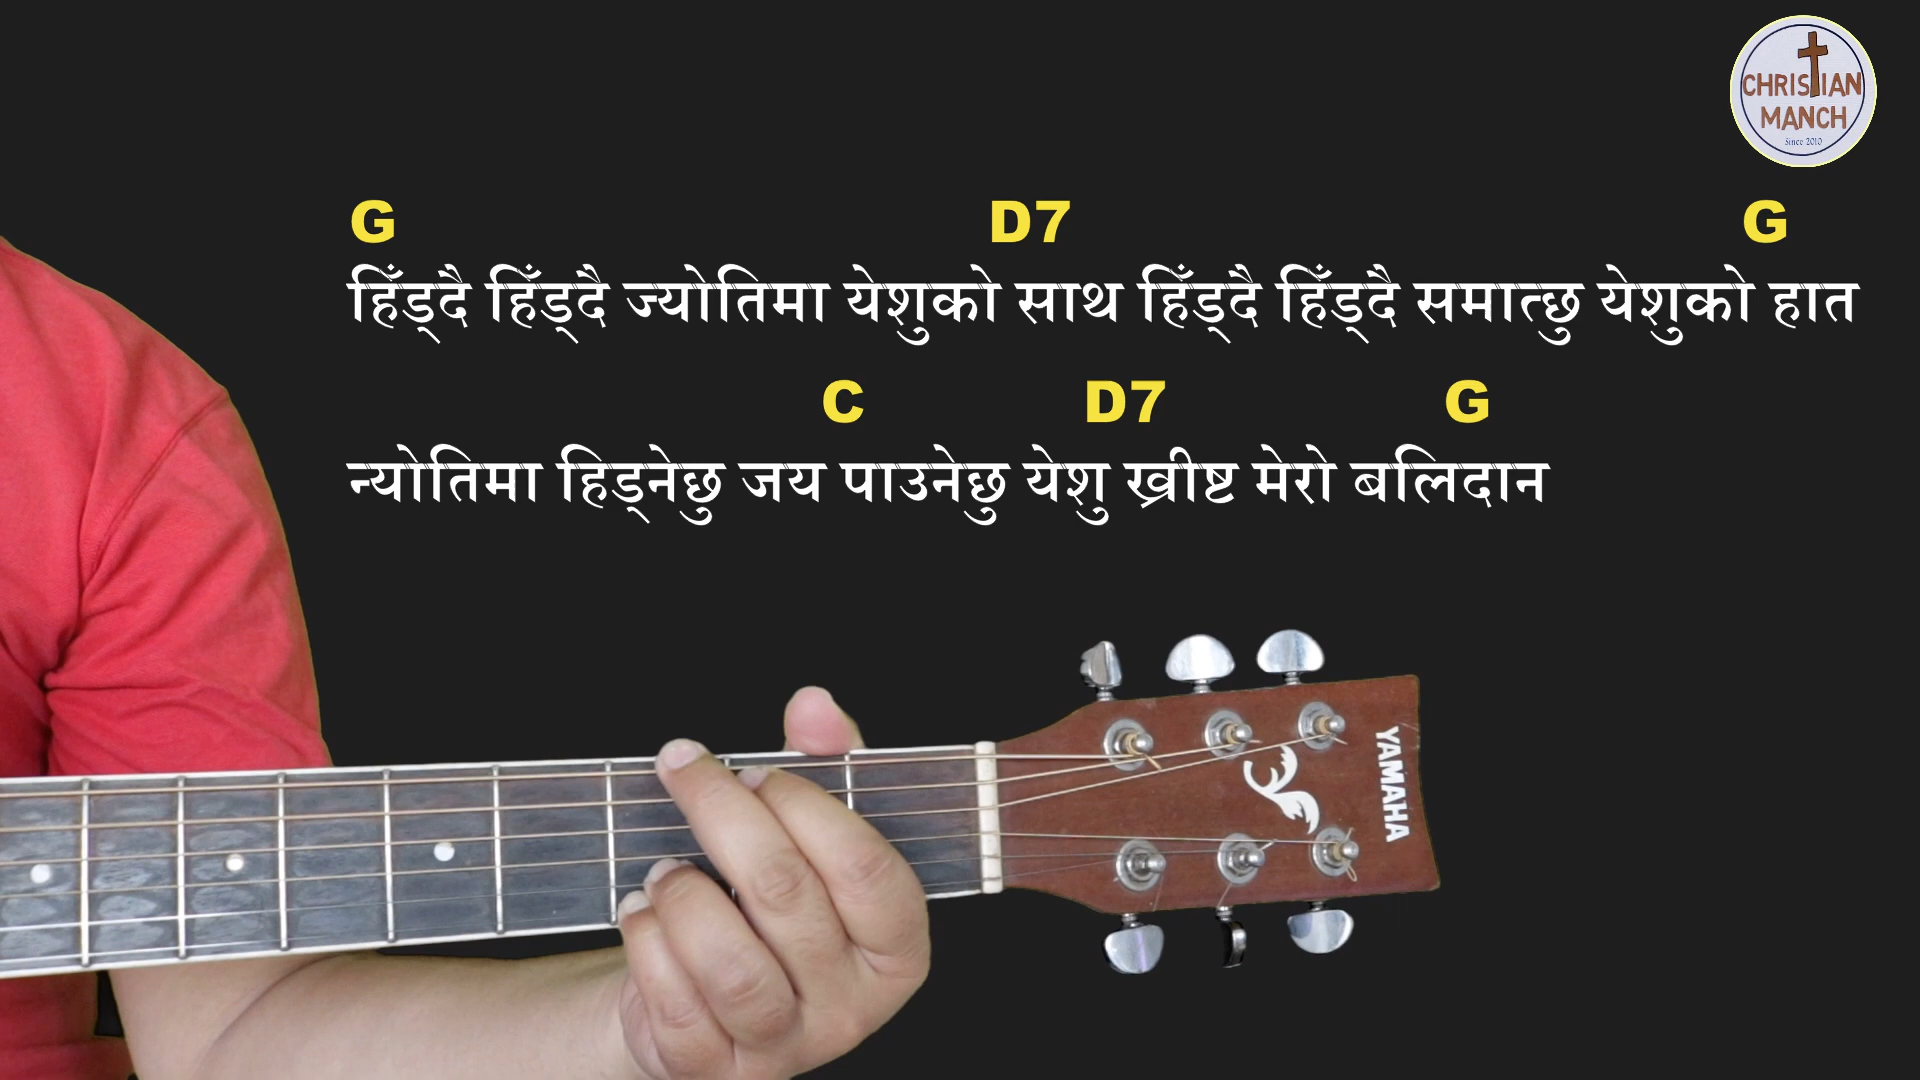 CHRISTIAN
MANCH
Since 2010
G D7 G
हिँड्दै हिँड्दै ज्योतिमा येशुको साथ हिँड्दै हिँड्दै समात्छु येशुको हात
C D7 G
न्योतिमा हिड्नेछु जय पाउनेछु येशु ख्रीष्ट मेरो बलिदान
YAMAHA